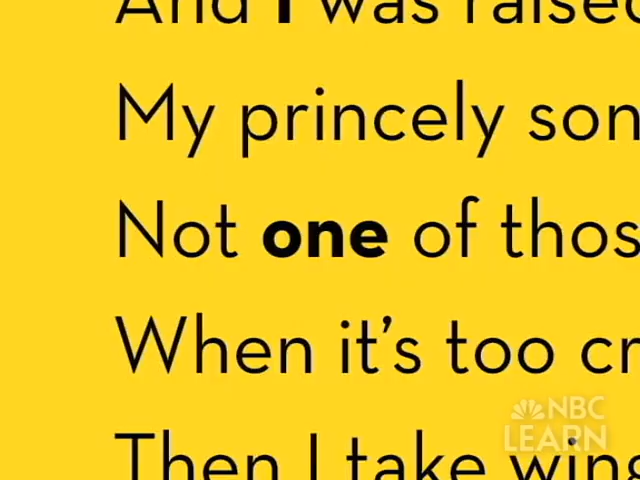 And I was raised
My princely son
Not one of thos
When it's too cr
Then I take wing
NBC
LEARN